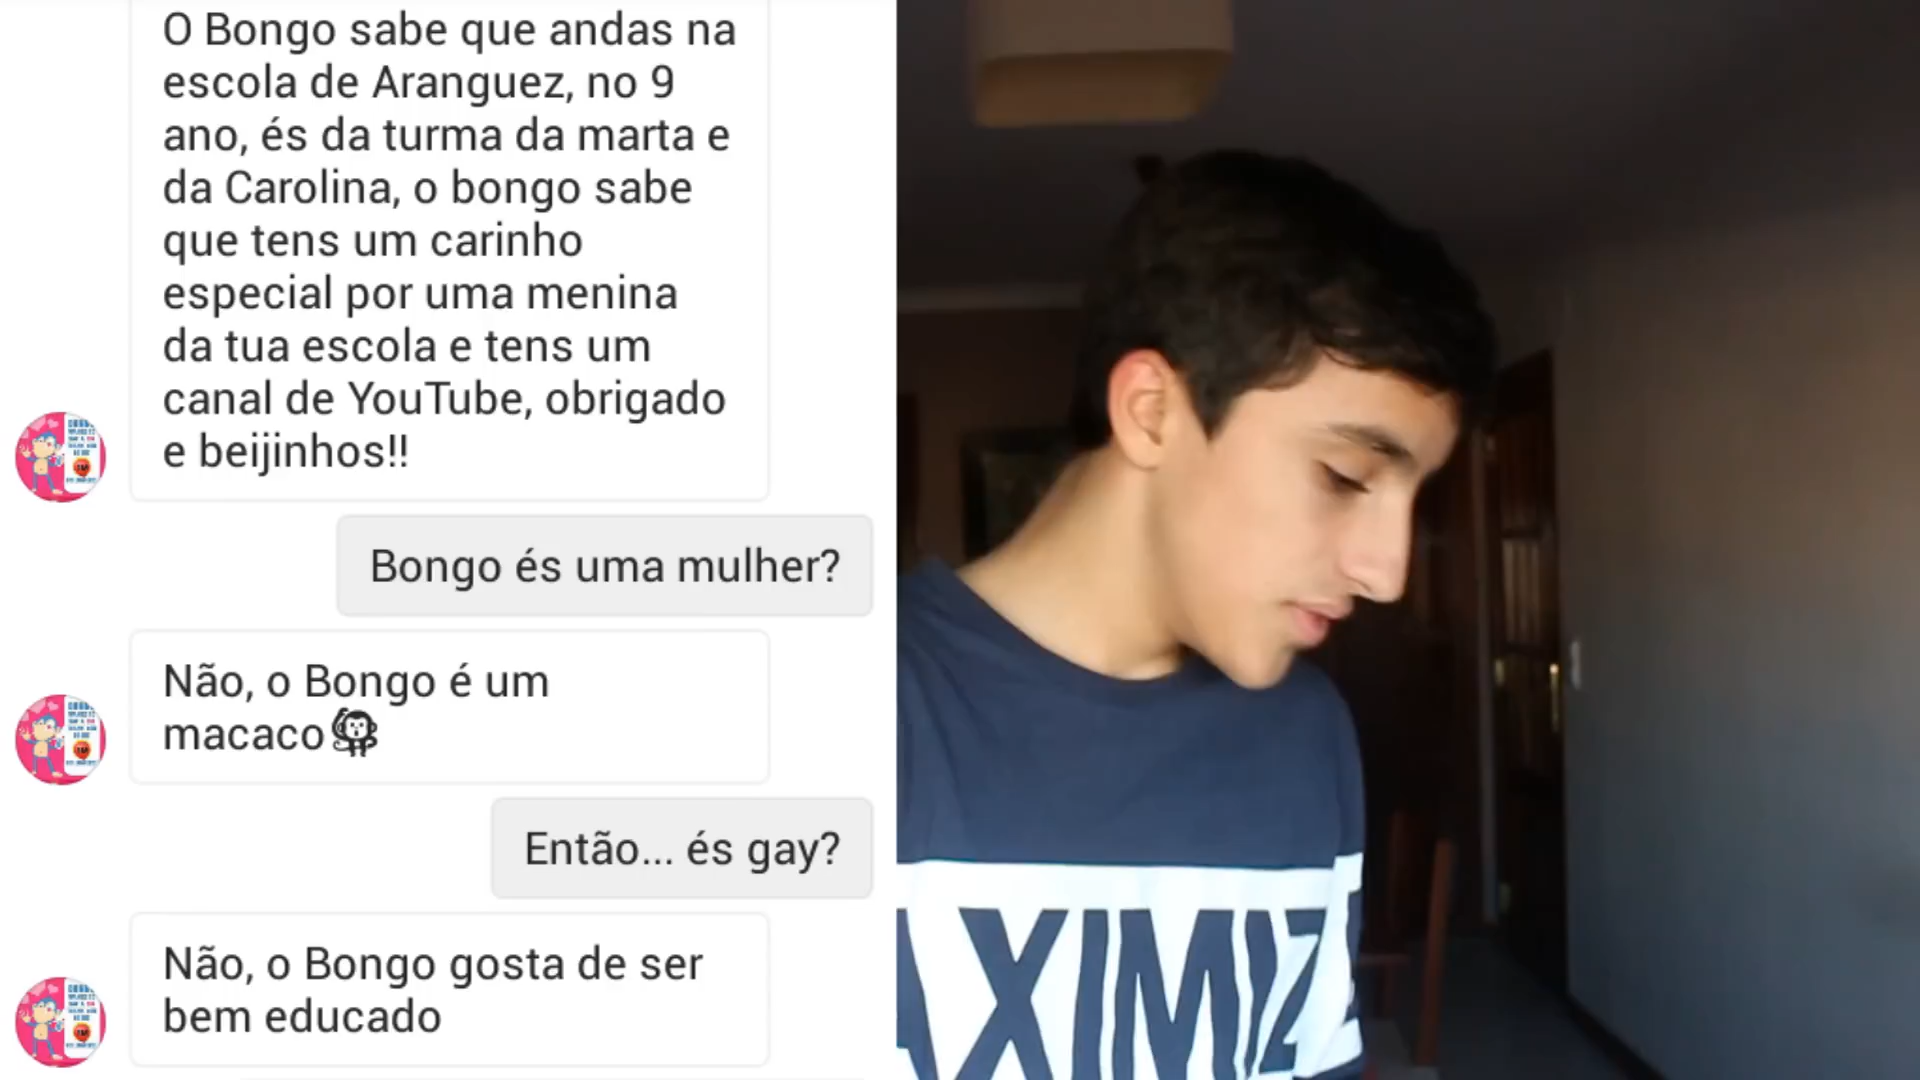 O Bongo sabe que andas na
escola de Aranguez, no 9
ano, és da turma da marta e
da Carolina, o bongo sabe
que tens um carinho
especial por uma menina
da tua escola e tens um
canal de YouTube, obrigado
e beijinhos!!
Bongo és uma mulher?
Não, o Bongo é um
macaco🐒
Então... és gay?
Não, o Bongo gosta de ser
bem educado
AXIMIZE